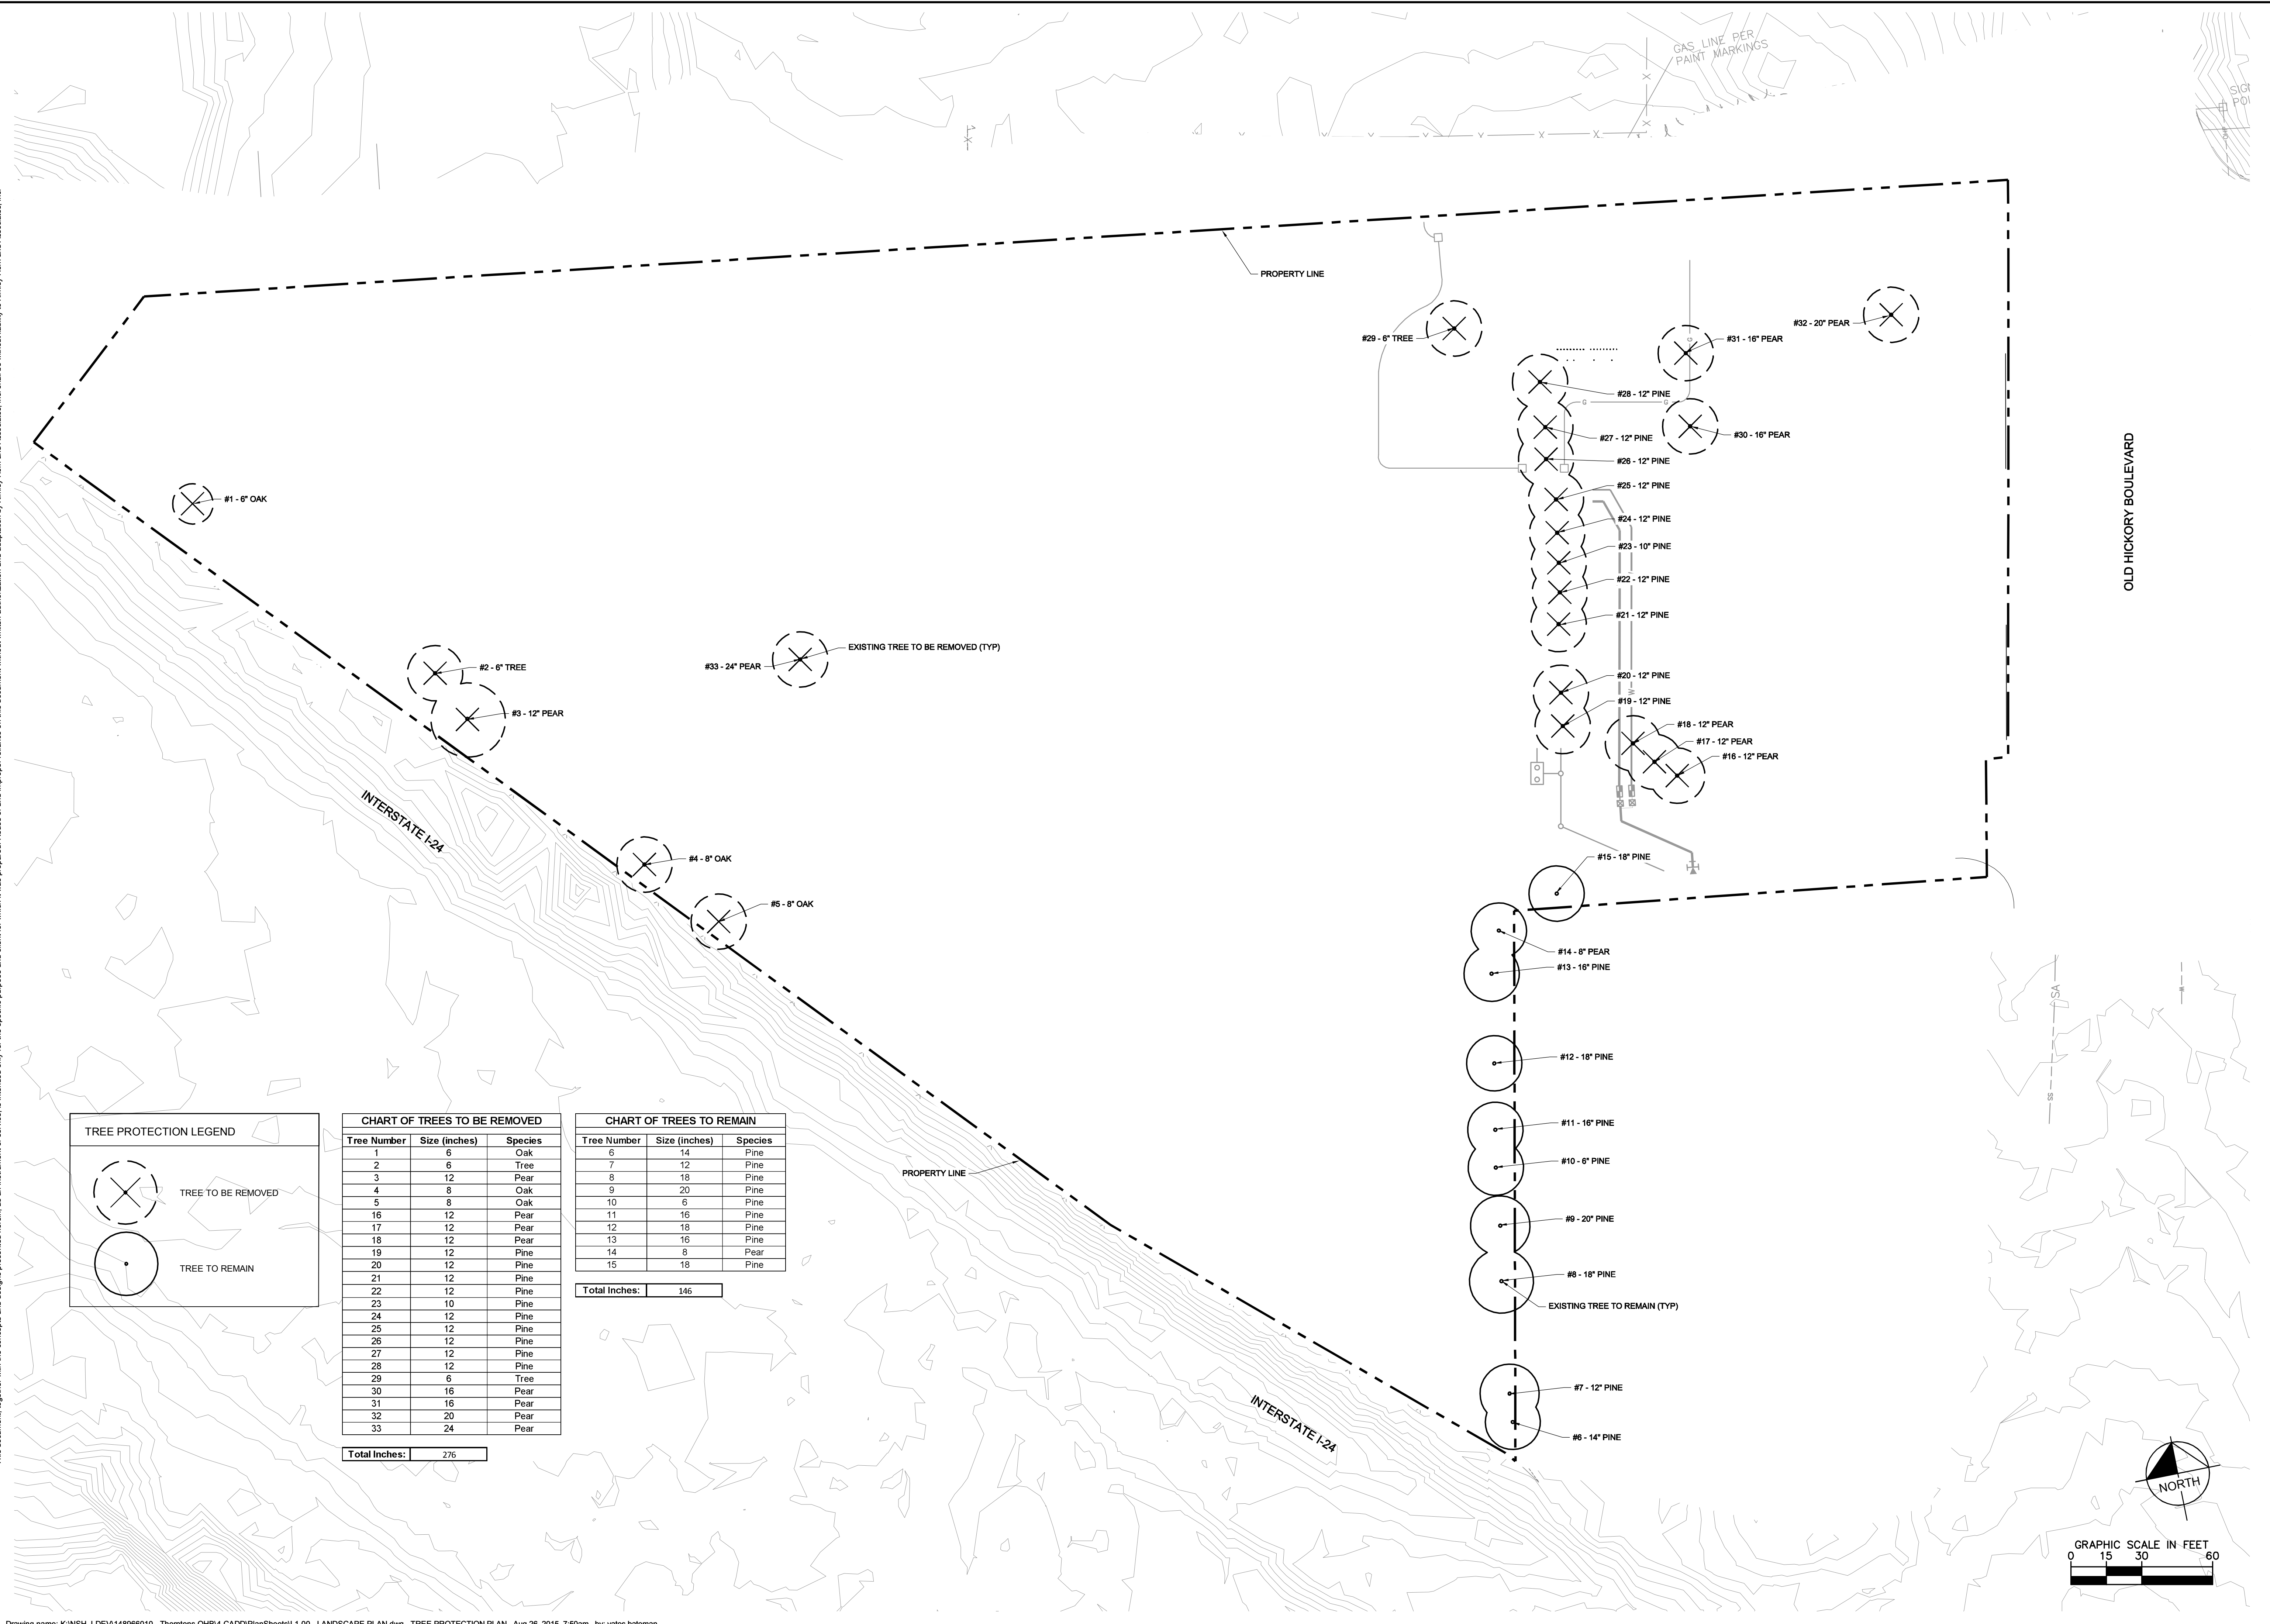 GAS LINE PER
PAINT MARKINGS
PROPERTY LINE
#32 - 20" PEAR
#29 - 6" TREE
#31 - 16" PEAR
#28 - 12" PINE
G
G
G
#27 - 12" PINE
#30 - 16" PEAR
#26 - 12" PINE
#25 - 12" PINE
#1 - 6" OAK
#24 - 12" PINE
#23 - 10" PINE
#22 - 12" PINE
#21 - 12" PINE
OLD HICKORY BOULEVARD
EXISTING TREE TO BE REMOVED (TYP)
#33 - 24" PEAR
#2 - 6" TREE
#3 - 12" PEAR
#20 - 12" PINE
W
#19 - 12" PINE
#18 - 12" PEAR
#17 - 12" PEAR
#16 - 12" PEAR
INTERSTATE I-24
#4 - 8" OAK
#5 - 8" OAK
#15 - 18" PINE
#14 - 8" PEAR
#13 - 16" PINE
SA
#12 - 18" PINE
SS
#11 - 16" PINE
#10 - 6" PINE
PROPERTY LINE
#9 - 20" PINE
#8 - 18" PINE
EXISTING TREE TO REMAIN (TYP)
#7 - 12" PINE
#6 - 14" PINE
INTERSTATE I-24
TREE PROTECTION LEGEND
TREE TO BE REMOVED
TREE TO REMAIN
CHART OF TREES TO BE REMOVED
Tree Number Size (inches) Species
1 6 Oak
2 6 Tree
3 12 Pear
4 8 Oak
5 8 Oak
16 12 Pear
17 12 Pear
18 12 Pear
19 12 Pine
20 12 Pine
21 12 Pine
22 12 Pine
23 10 Pine
24 12 Pine
25 12 Pine
26 12 Pine
27 12 Pine
28 12 Pine
29 6 Tree
30 16 Pear
31 16 Pear
32 20 Pear
33 24 Pear
Total Inches: 276
CHART OF TREES TO REMAIN
Tree Number Size (inches) Species
6 14 Pine
7 12 Pine
8 18 Pine
9 20 Pine
10 6 Pine
11 16 Pine
12 18 Pine
13 16 Pine
14 8 Pear
15 18 Pine
Total Inches: 146
NORTH
GRAPHIC SCALE IN FEET
0 15 30 60